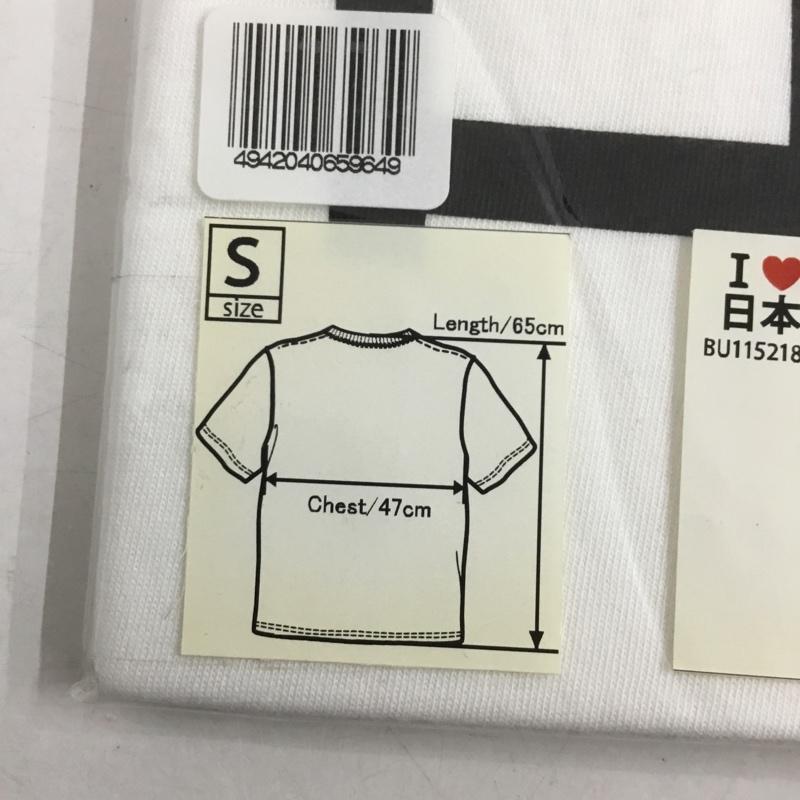 4942040659649
S
size
Length/65cm
Chest/47cm
I ❤
日本
BU115218